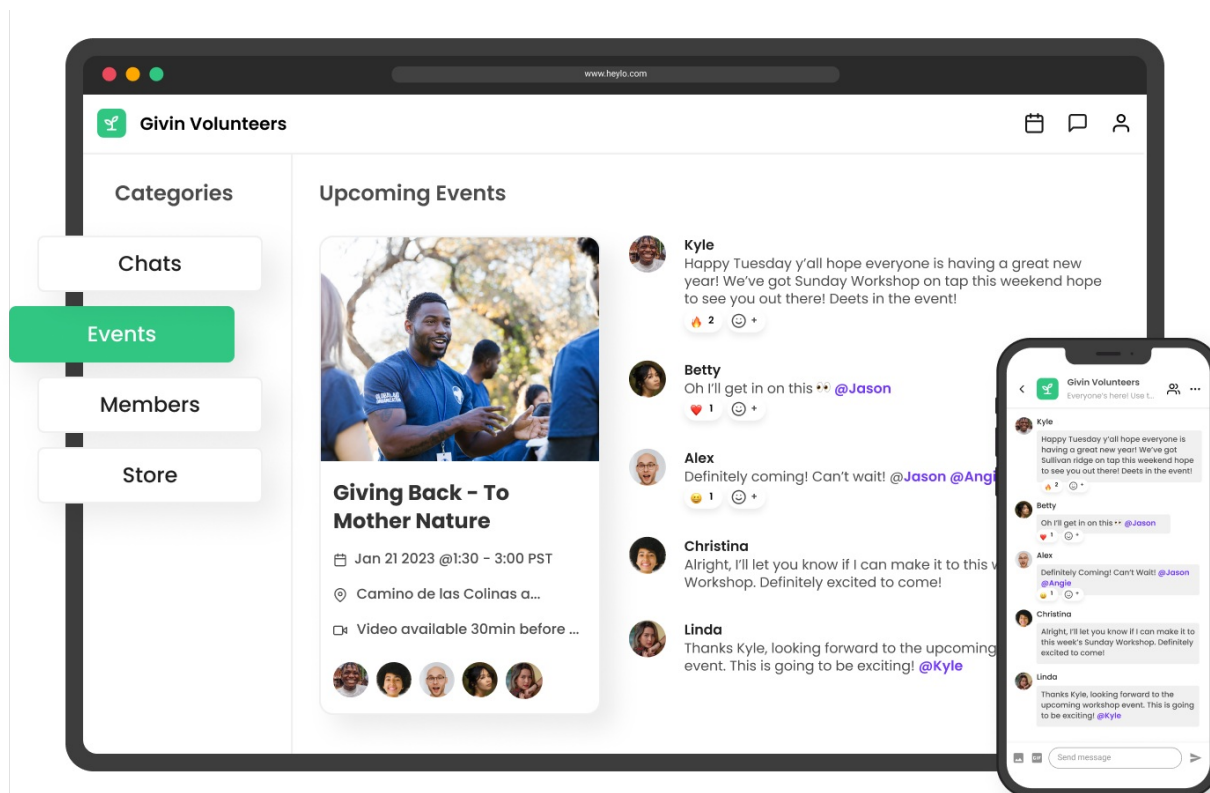 www.heylo.com
Givin Volunteers
Categories
Chats
Events
Members
Store
Upcoming Events
Giving Back - To
Mother Nature
Jan 21 2023 @1:30 - 3:00 PST
Camino de las Colinas a...
Video available 30min before ...
Kyle
Happy Tuesday y'all hope everyone is having a great new
year! We've got Sunday Workshop on tap this weekend hope
to see you out there! Deets in the event!
2 +
Betty
Oh I'll get in on this 👀 @Jason
1 +
Alex
Definitely coming! Can't wait! @Jason @Angi
1 +
Christina
Alright, I'll let you know if I can make it to this w
Workshop. Definitely excited to come!
Linda
Thanks Kyle, looking forward to the upcoming
event. This is going to be exciting! @Kyle
Givin Volunteers
Everyone's here! Use t...
Kyle
Happy Tuesday y'all hope everyone is
having a great new year! We've got
Sullivan ridge on tap this weekend hope
to see you out there! Deets in the event!
2 +
Betty
Oh I'll get in on this 👀 @Jason
1 +
Alex
Definitely Coming! Can't Wait! @Jason
@Angie
1 +
Christina
Alright, I'll let you know if I can make it to
this week's Sunday Workshop. Definitely
excited to come!
Linda
Thanks Kyle, looking forward to the
upcoming workshop event. This is going
to be exciting! @Kyle
GIF
Send message